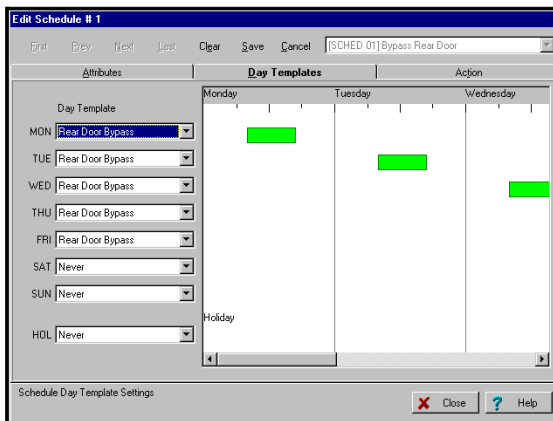 Edit Schedule # 1
First Prev Next Last Clear Save Cancel [SCHED 01] Bypass Rear Door
Attributes Day Templates Action
Monday Tuesday Wednesday
Day Template
MON Rear Door Bypass
TUE Rear Door Bypass
WED Rear Door Bypass
THU Rear Door Bypass
FRI Rear Door Bypass
SAT Never
SUN Never
Holiday
HOL Never
Schedule Day Template Settings
Close Help